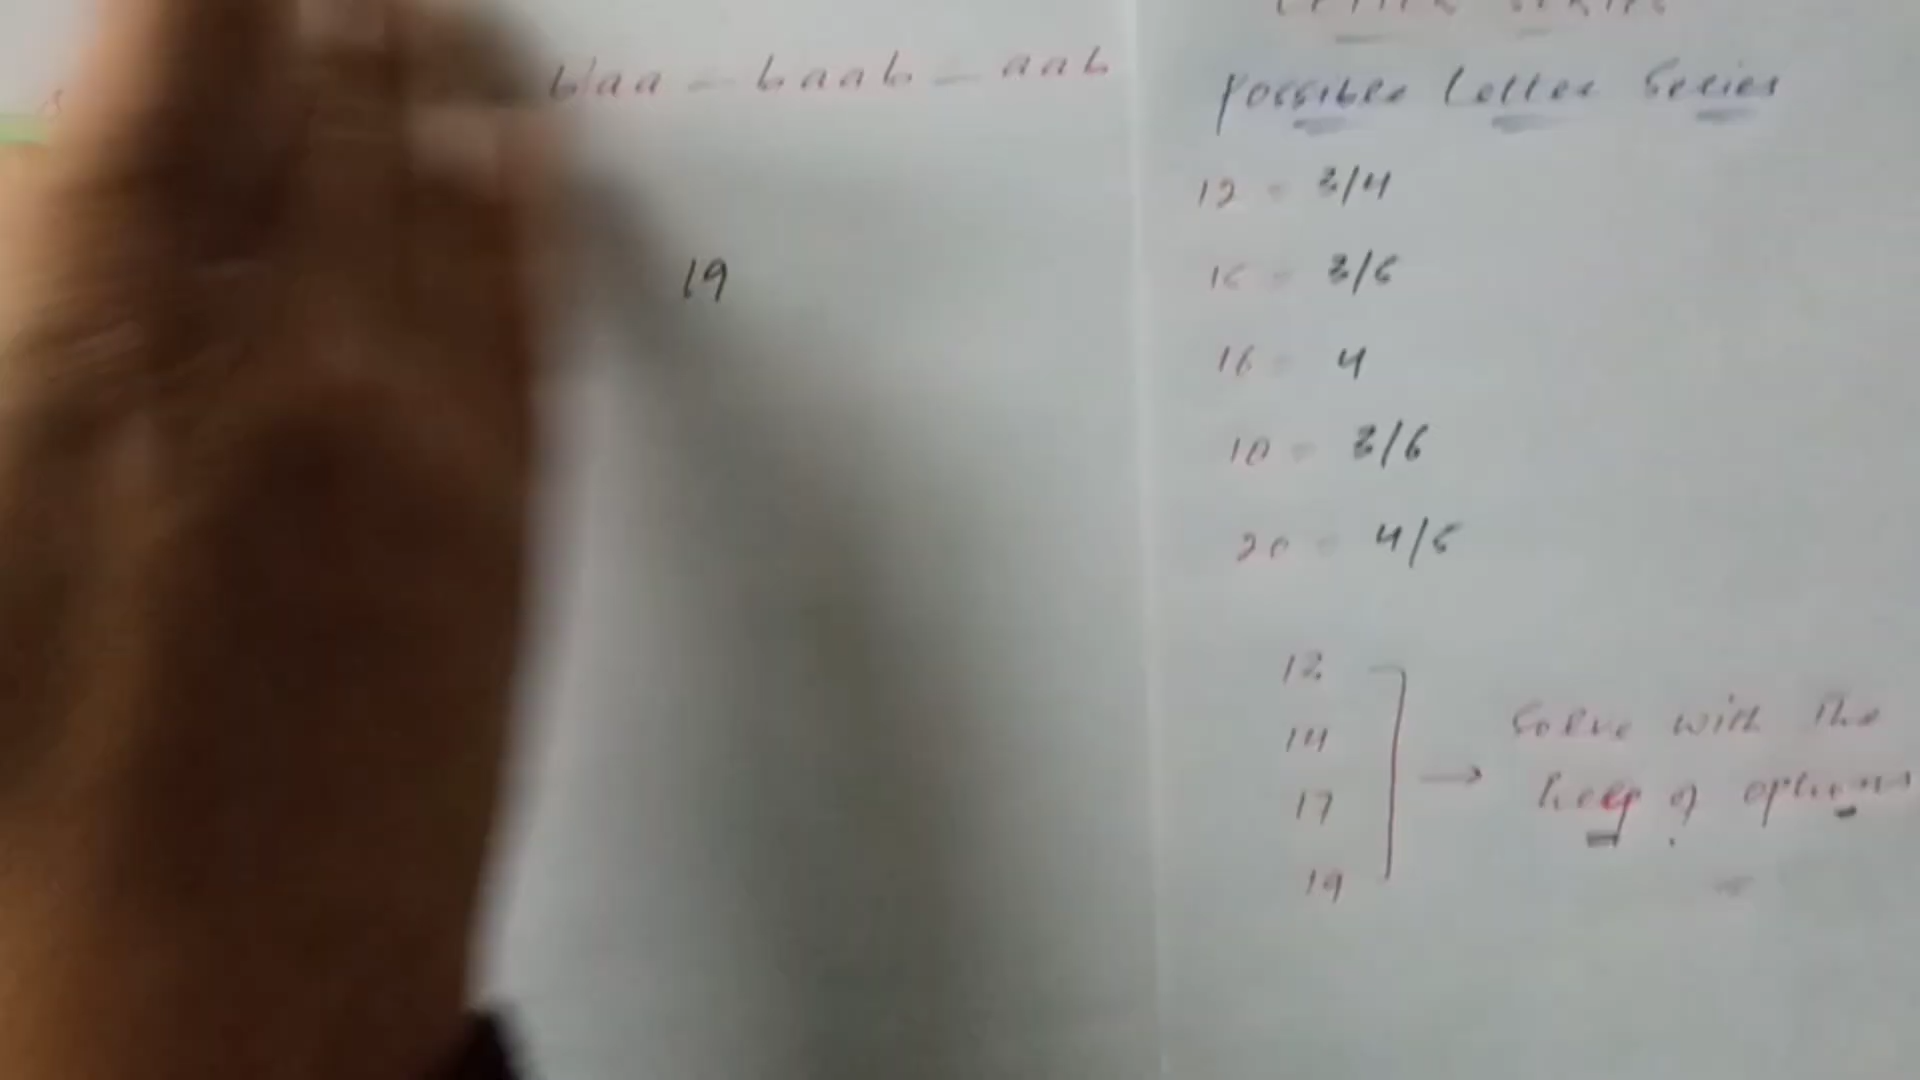 baa _ baab _ aab
19
Possible Letter Series
12 - 3/4
15 - 3/5
16 - 4
18 - 3/6
20 - 4/5
13
14
17
19
→ Solve with the
help of options